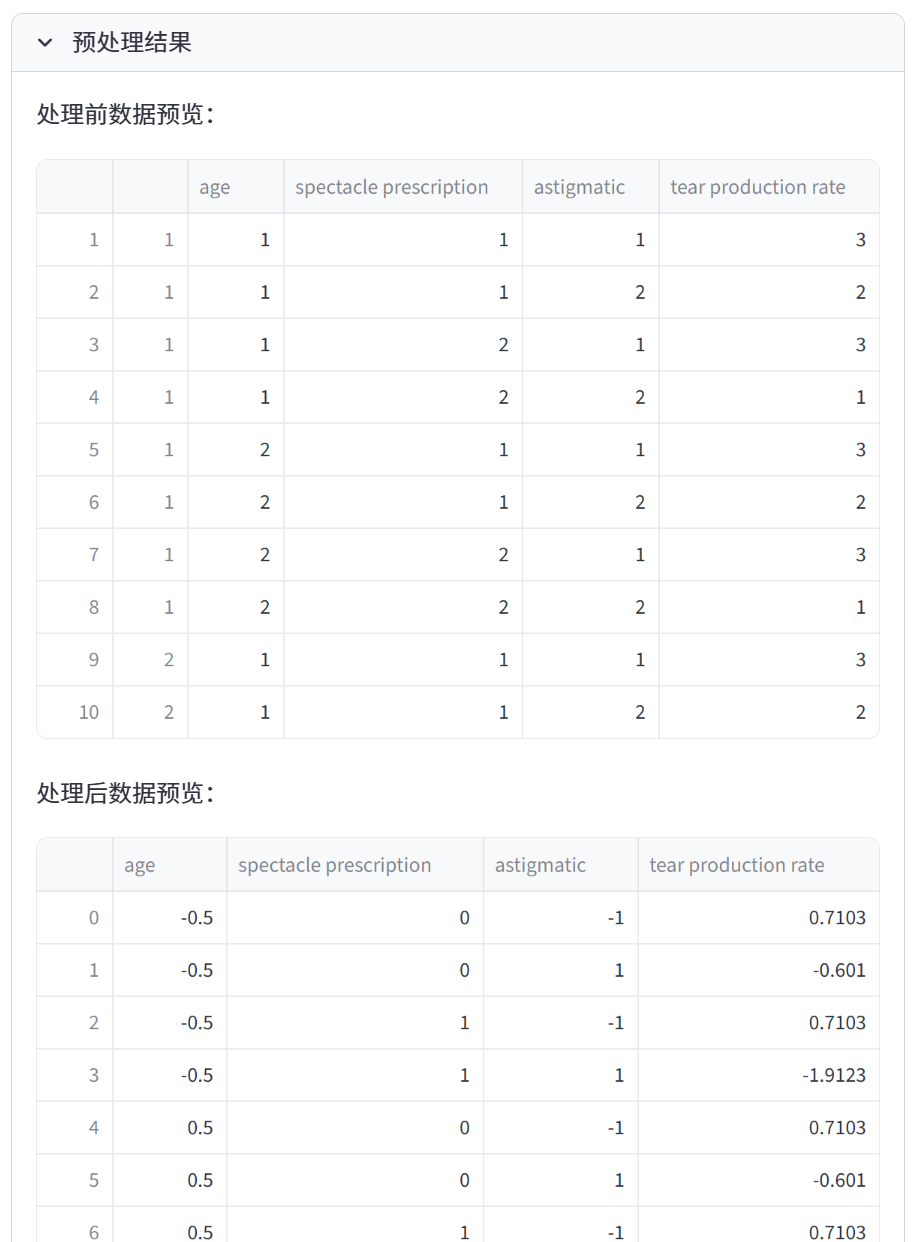 预处理结果
处理前数据预览：
age spectacle prescription astigmatic tear production rate
1 1 1 1 1 3
2 1 1 1 2 2
3 1 1 2 1 3
4 1 1 2 2 1
5 1 2 1 1 3
6 1 2 1 2 2
7 1 2 2 1 3
8 1 2 2 2 1
9 2 1 1 1 3
10 2 1 1 2 2
处理后数据预览：
age spectacle prescription astigmatic tear production rate
0 -0.5 0 -1 0.7103
1 -0.5 0 1 -0.601
2 -0.5 1 -1 0.7103
3 -0.5 1 1 -1.9123
4 0.5 0 -1 0.7103
5 0.5 0 1 -0.601
6 0.5 1 -1 0.7103